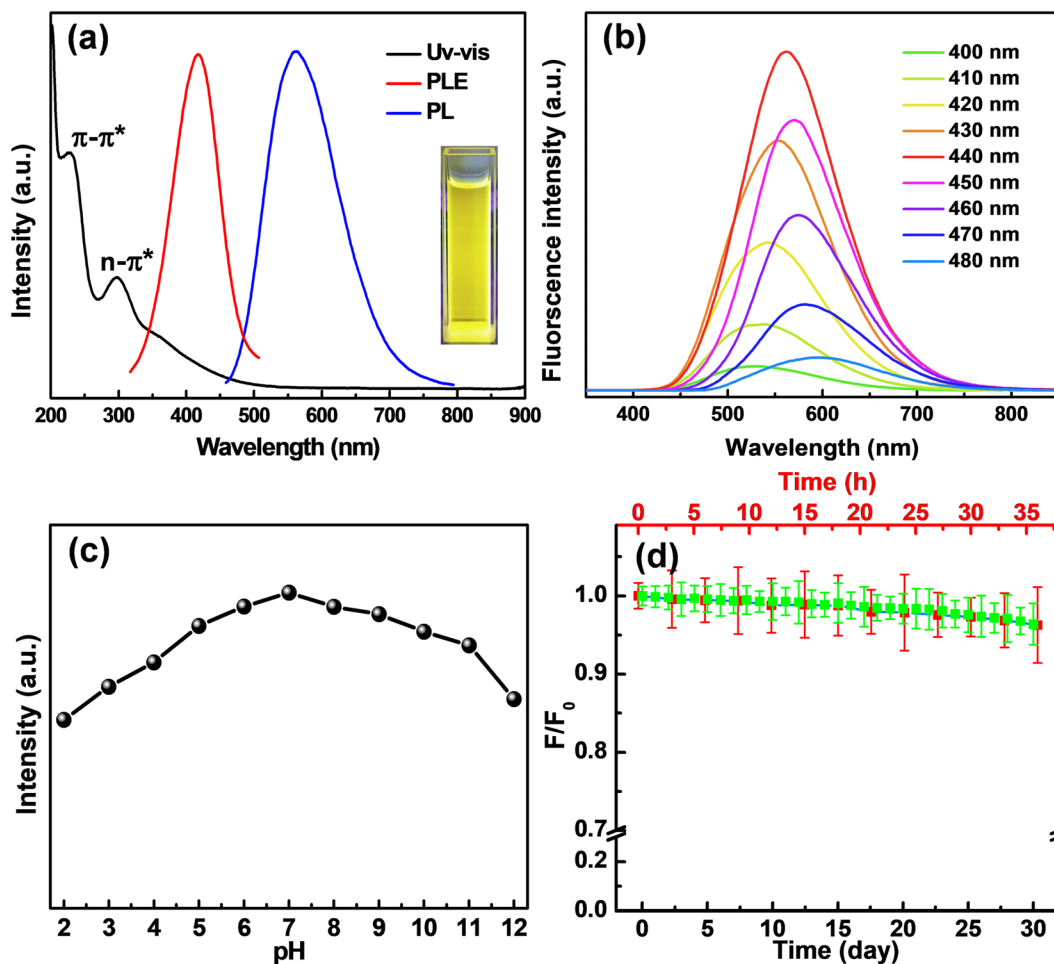 (a)
Uv-vis
PLE
PL
π-π*
n-π*
Intensity (a.u.)
200 300 400 500 600 700 800 900
Wavelength (nm)
(b)
400 nm
410 nm
420 nm
430 nm
440 nm
450 nm
460 nm
470 nm
480 nm
Fluorscence intensity (a.u.)
400 500 600 700 800
Wavelength (nm)
(c)
Intensity (a.u.)
2 3 4 5 6 7 8 9 10 11 12
pH
Time (h)
0 5 10 15 20 25 30 35
(d)
1.0
0.9
0.8
0.7
0.2
0.0
F/F0
0 5 10 15 20 25 30
Time (day)